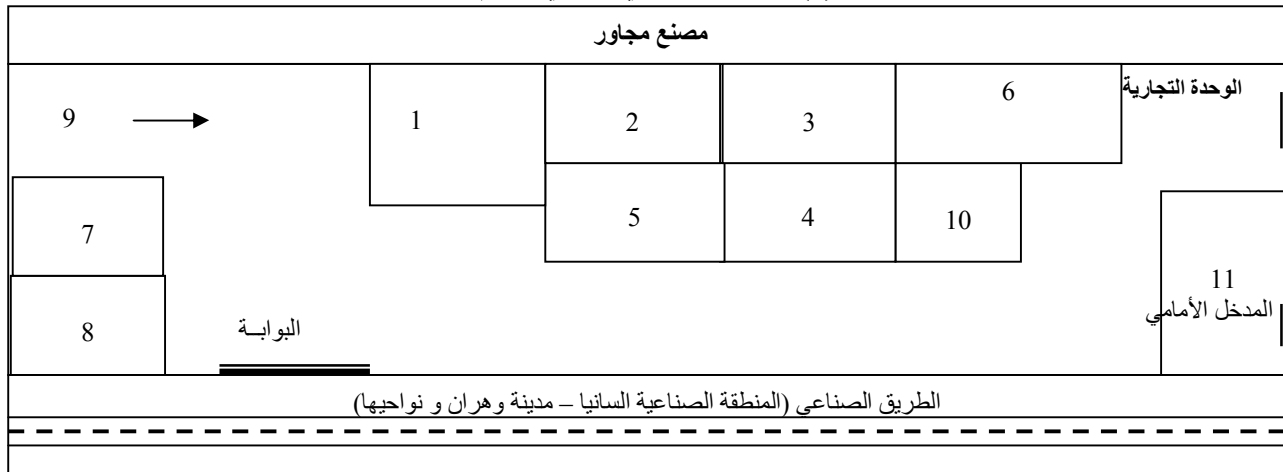 مصنع مجاور
6
الوحدة التجارية
9
1
2
3
7
5
4
10
11
المدخل الأمامي
8
البوابــة
الطريق الصناعي (المنطقة الصناعية السانيا – مدينة وهران و نواحيها)